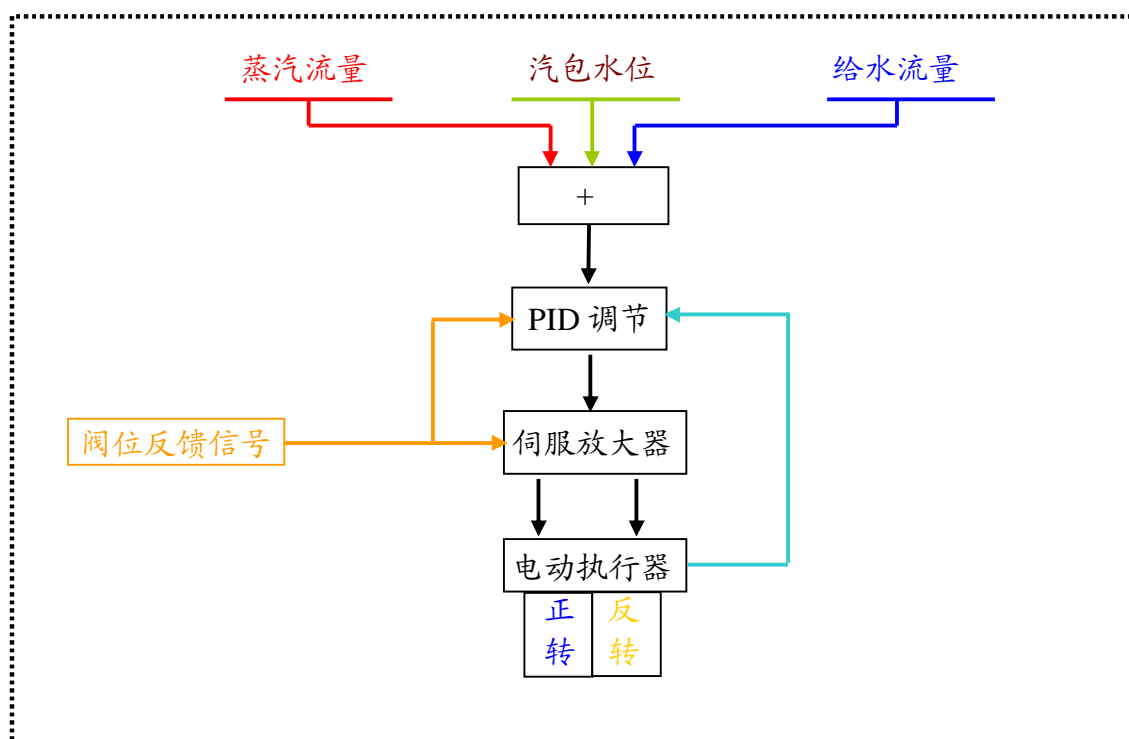 蒸汽流量
汽包水位
给水流量
+
PID 调节
阀位反馈信号
伺服放大器
电动执行器
正转
反转